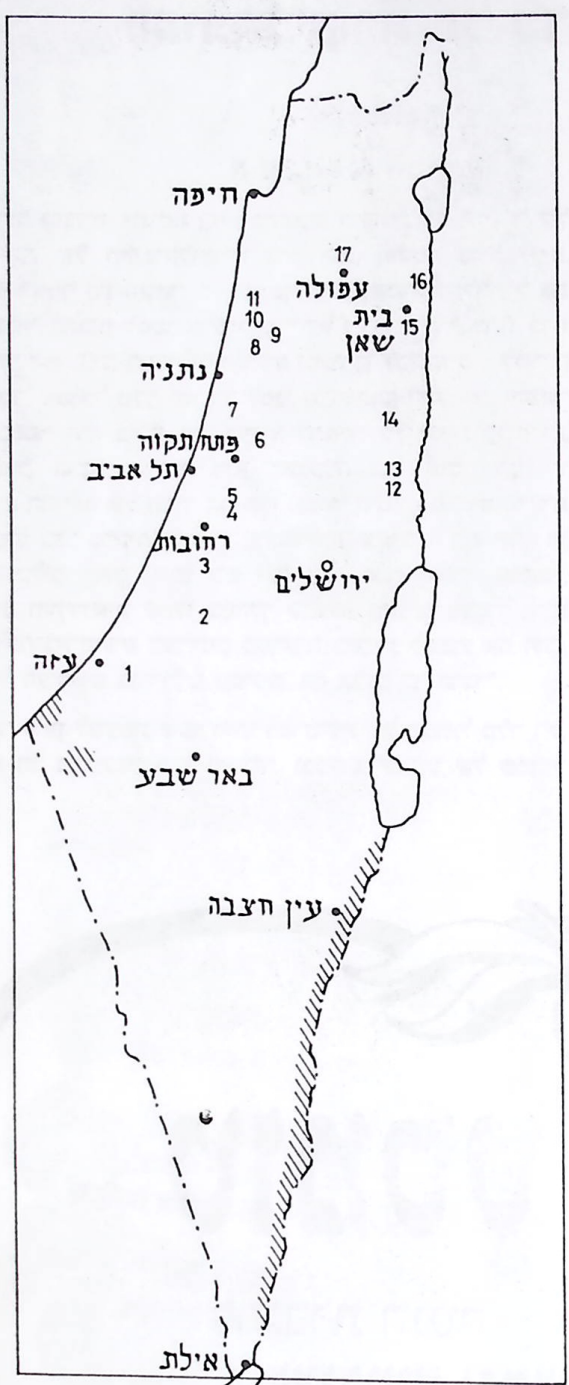 חיפה
17
עפולה
16
בית
שאן
15
11
10
9
8
נתניה
7
14
פתח תקוה
6
תל אביב
13
12
5
4
רחובות
3
ירושלים
2
עזה
1
באר שבע
עין חצבה
אילת